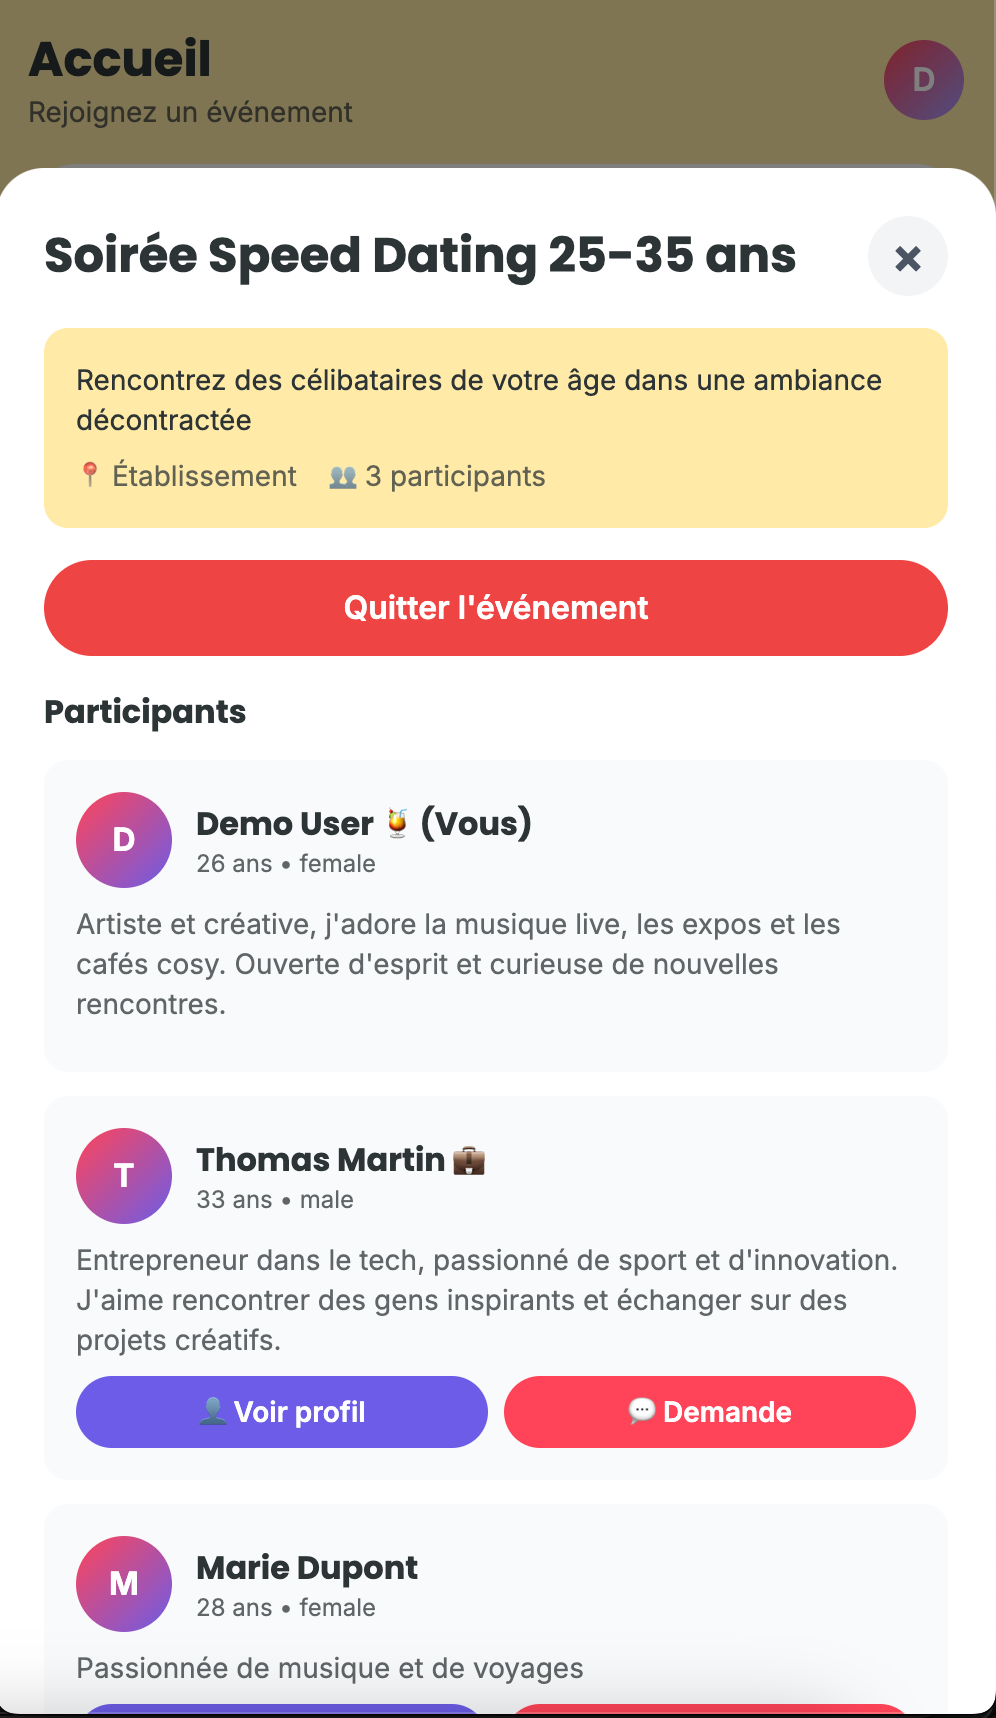 Accueil
Rejoignez un événement
D
Soirée Speed Dating 25-35 ans
Rencontrez des célibataires de votre âge dans une ambiance
décontractée
📍 Établissement 👥 3 participants
Quitter l'événement
Participants
D
Demo User 🍹 (Vous)
26 ans • female
Artiste et créative, j'adore la musique live, les expos et les
cafés cosy. Ouverte d'esprit et curieuse de nouvelles
rencontres.
T
Thomas Martin 💼
33 ans • male
Entrepreneur dans le tech, passionné de sport et d'innovation.
J'aime rencontrer des gens inspirants et échanger sur des
projets créatifs.
👤 Voir profil
💬 Demande
M
Marie Dupont
28 ans • female
Passionnée de musique et de voyages